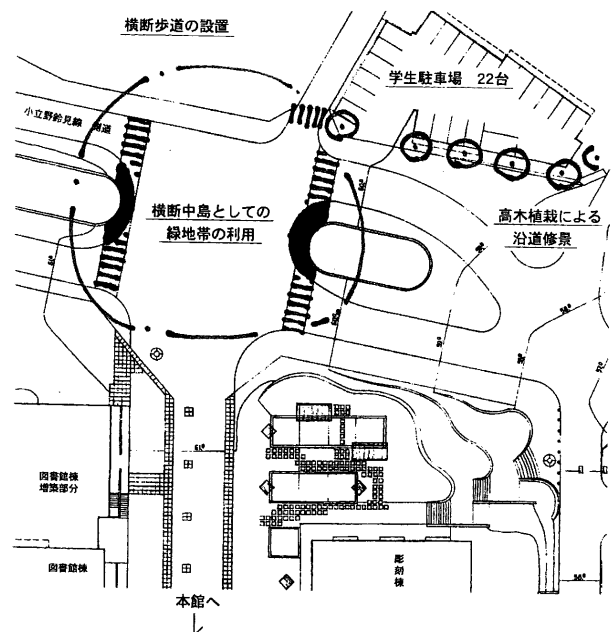 横断歩道の設置
学生駐車場 22台
小立野鈴見線 側道
横断中島としての
緑地帯の利用
高木植栽による
沿道修景
図書館棟
増築部分
図書館棟
彫刻棟
本館へ